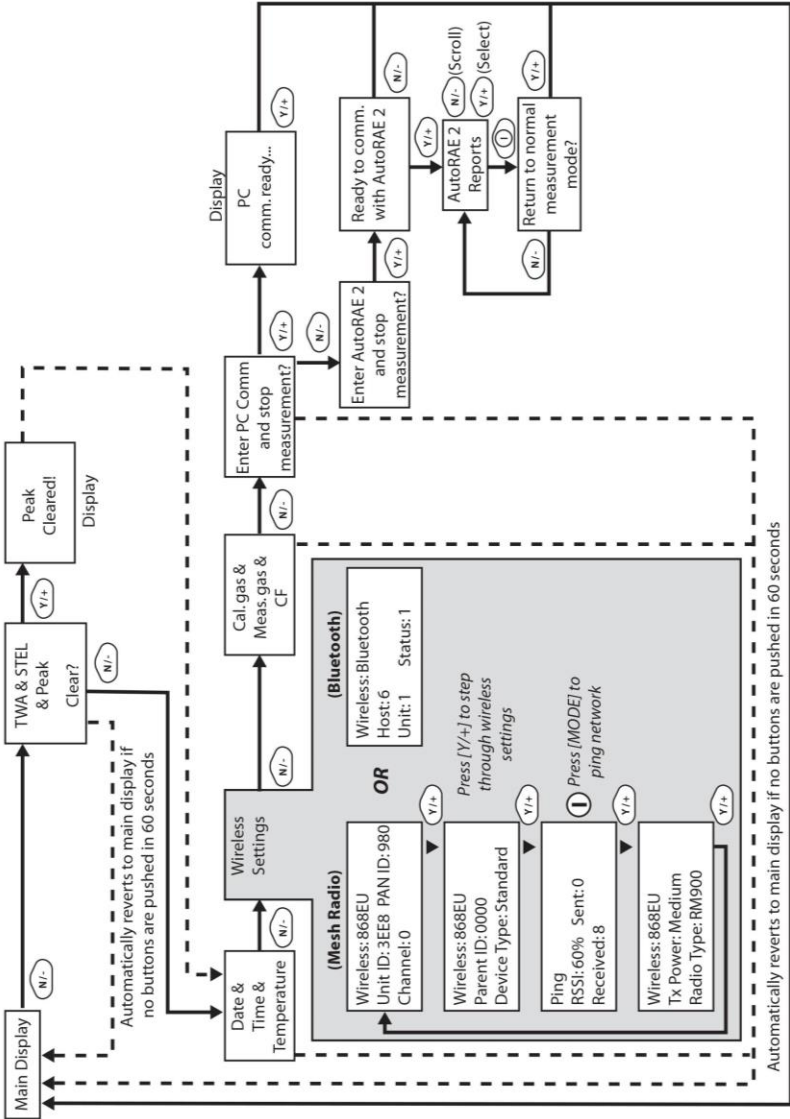 Main Display
N/-
TWA & STEL
& Peak
Clear?
Y/+
Peak
Cleared!
Display
N/-
Automatically reverts to main display if
no buttons are pushed in 60 seconds
Date &
Time &
Temperature
N/-
Wireless
Settings
N/-
Cal. gas &
Meas. gas &
CF
N/-
Enter PC Comm
and stop
measurement?
Y/+
Display
PC
comm. ready...
Y/+
N/-
Enter AutoRAE 2
and stop
measurement?
Y/+
Ready to comm.
with AutoRAE 2
N/-
Y/+
AutoRAE 2
Reports
N/- (Scroll)
Y/+ (Select)
Return to normal
measurement
mode?
N/-
Y/+
(Mesh Radio)
Wireless: 868EU
Unit ID: 3EE8 PAN ID: 980
Channel: 0
Y/+
Wireless: 868EU
Parent ID: 0000
Device Type: Standard
Y/+
Ping
RSSI: 60% Sent: 0
Received: 8
Y/+
Wireless: 868EU
Tx Power: Medium
Radio Type: RM900
Y/+
OR
(Bluetooth)
Wireless: Bluetooth
Host: 6
Unit: 1 Status: 1
Press [Y/+] to step
through wireless
settings
Press [MODE] to
ping network
Automatically reverts to main display if no buttons are pushed in 60 seconds